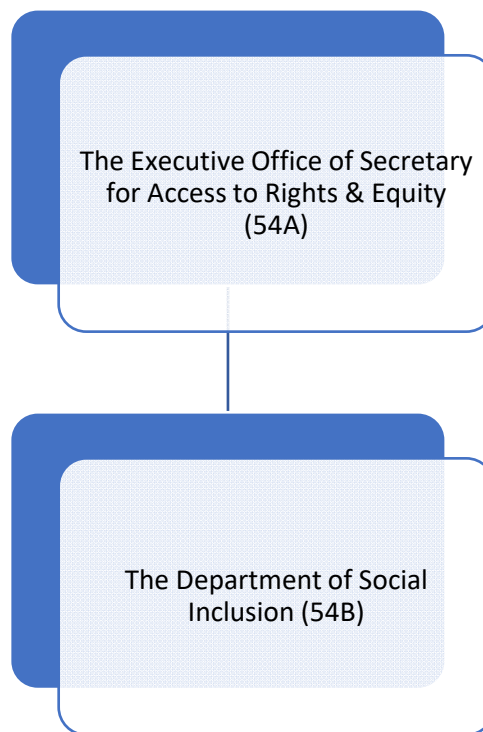 The Executive Office of Secretary
for Access to Rights & Equity
(54A)
The Department of Social
Inclusion (54B)